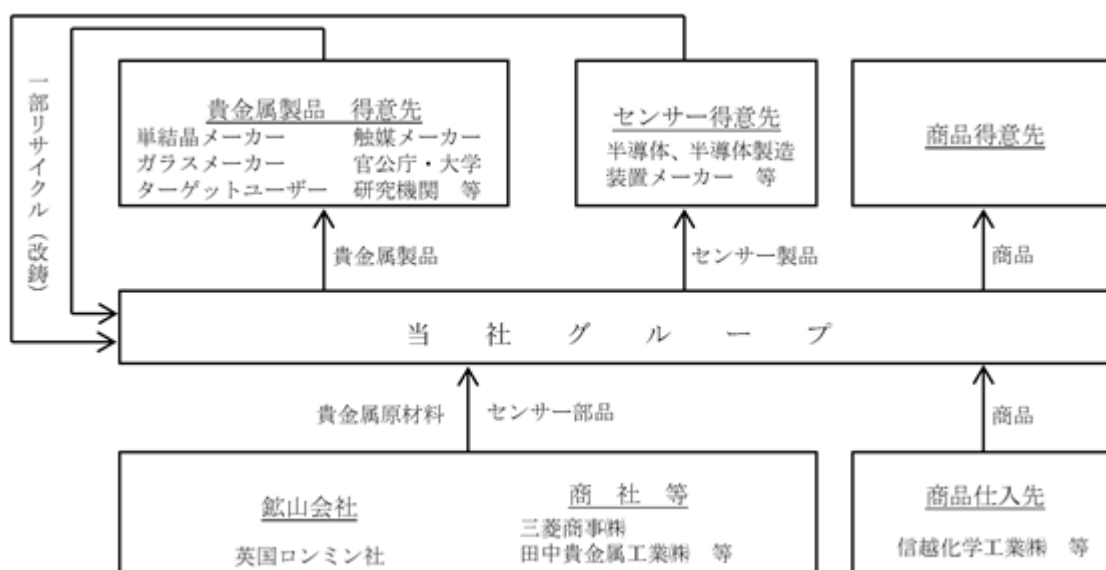 一部リサイクル（改鋳）
貴金属製品　得意先
単結晶メーカー　触媒メーカー
ガラスメーカー　官公庁・大学
ターゲットユーザー　研究機関　等
センサー得意先
半導体、半導体製造
装置メーカー　等
商品得意先
貴金属製品
センサー製品
商品
当社グループ
貴金属原材料　センサー部品
商品
鉱山会社
英国ロンミン社
商社等
三菱商事㈱
田中貴金属工業㈱　等
商品仕入先
信越化学工業㈱　等